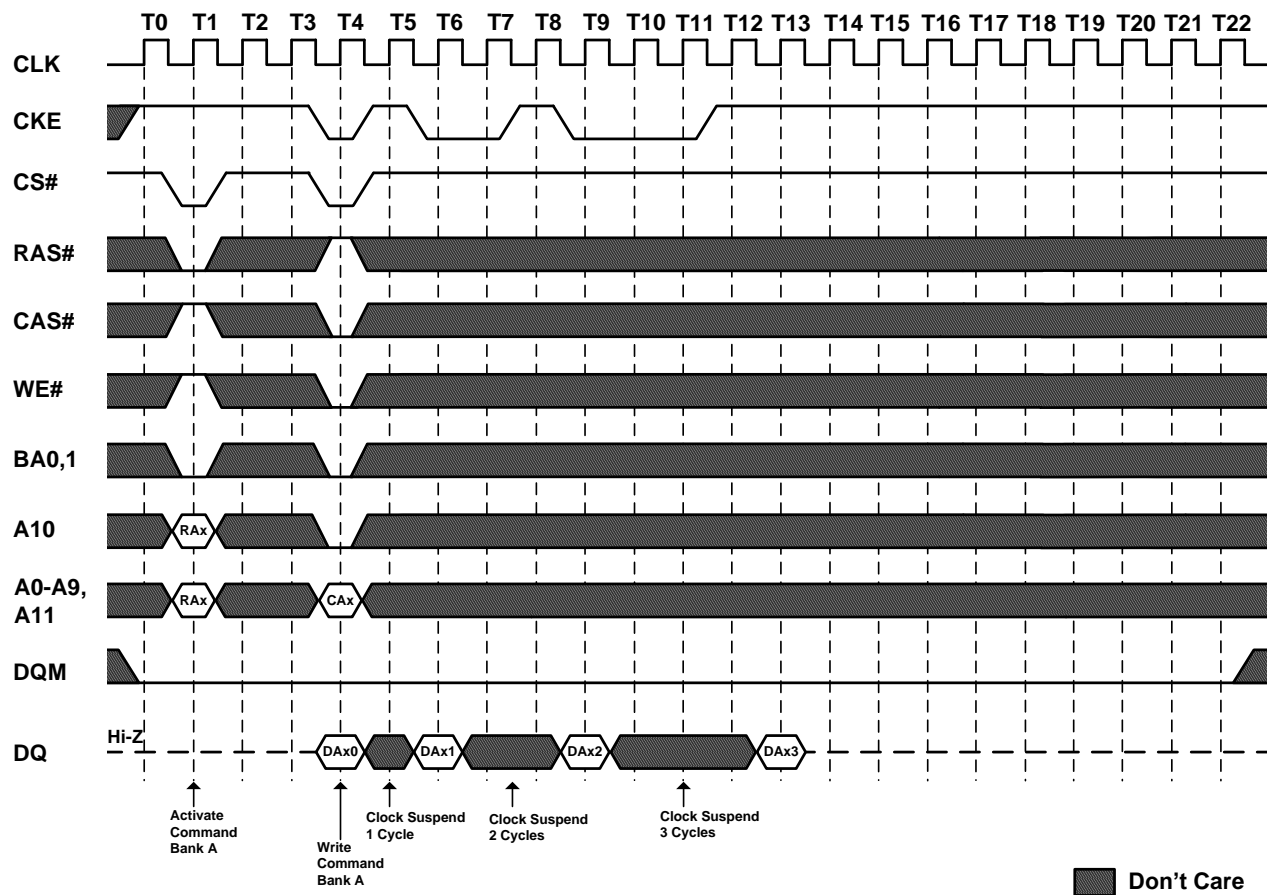 T0 T1 T2 T3 T4 T5 T6 T7 T8 T9 T10 T11 T12 T13 T14 T15 T16 T17 T18 T19 T20 T21 T22
CLK
CKE
CS#
RAS#
CAS#
WE#
BA0,1
A10
RAx
A0-A9,
A11
RAx CAx
DQM
Hi-Z
DQ
DAx0 DAx1 DAx2 DAx3
Activate
Command
Bank A
Write
Command
Bank A
Clock Suspend
1 Cycle
Clock Suspend
2 Cycles
Clock Suspend
3 Cycles
Don't Care